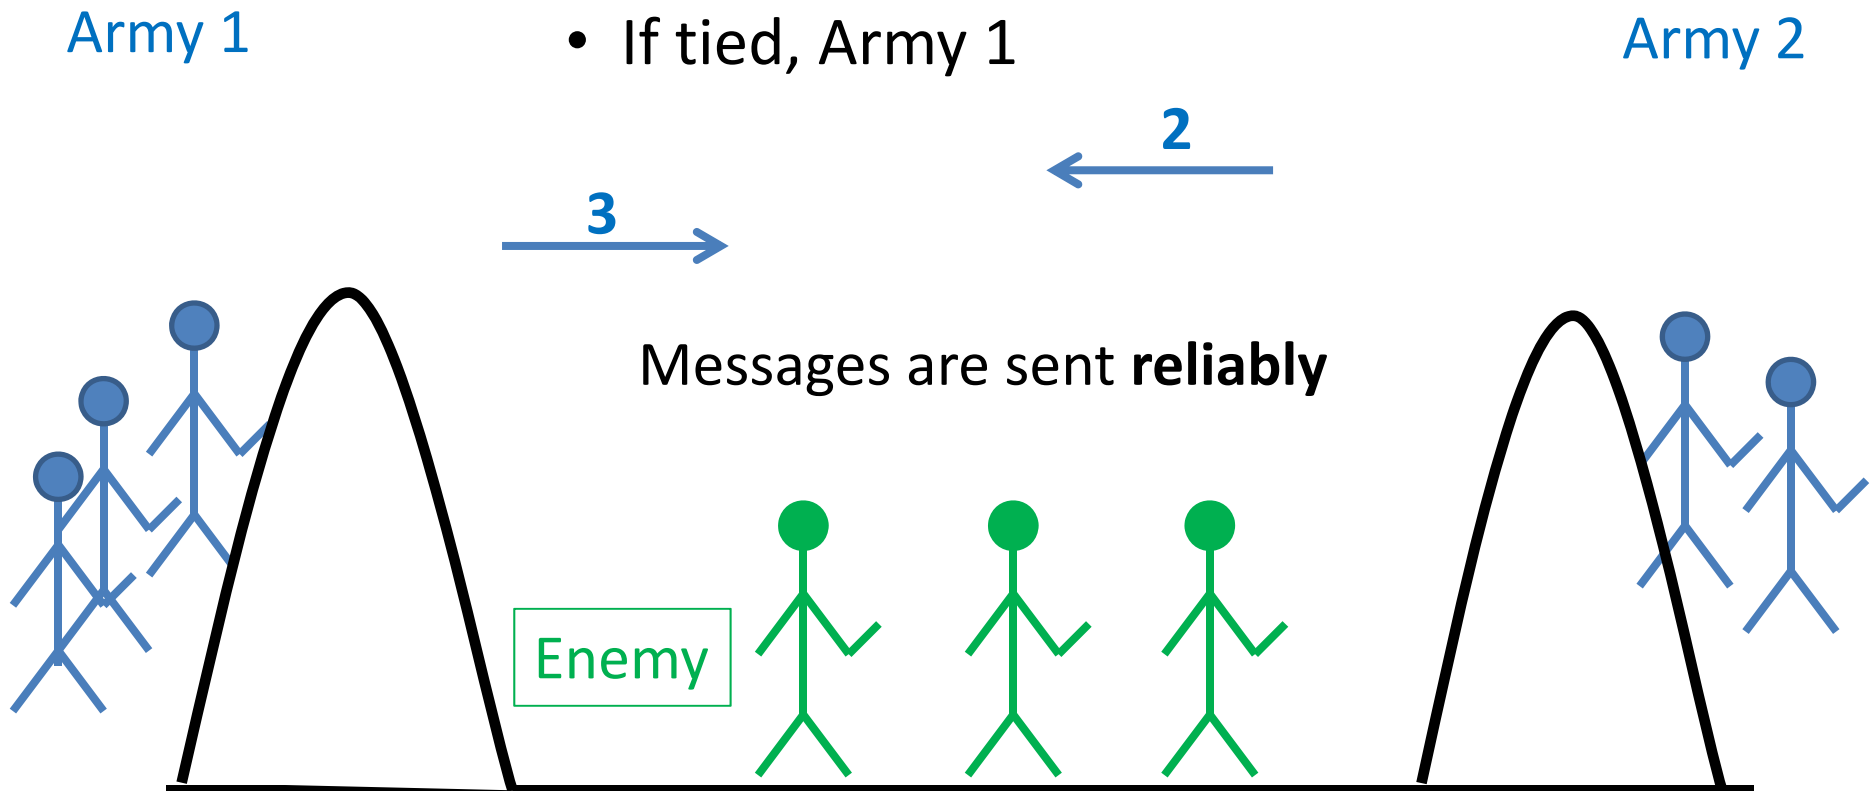 Army 1
• If tied, Army 1
Army 2
2
3
Messages are sent reliably
Enemy